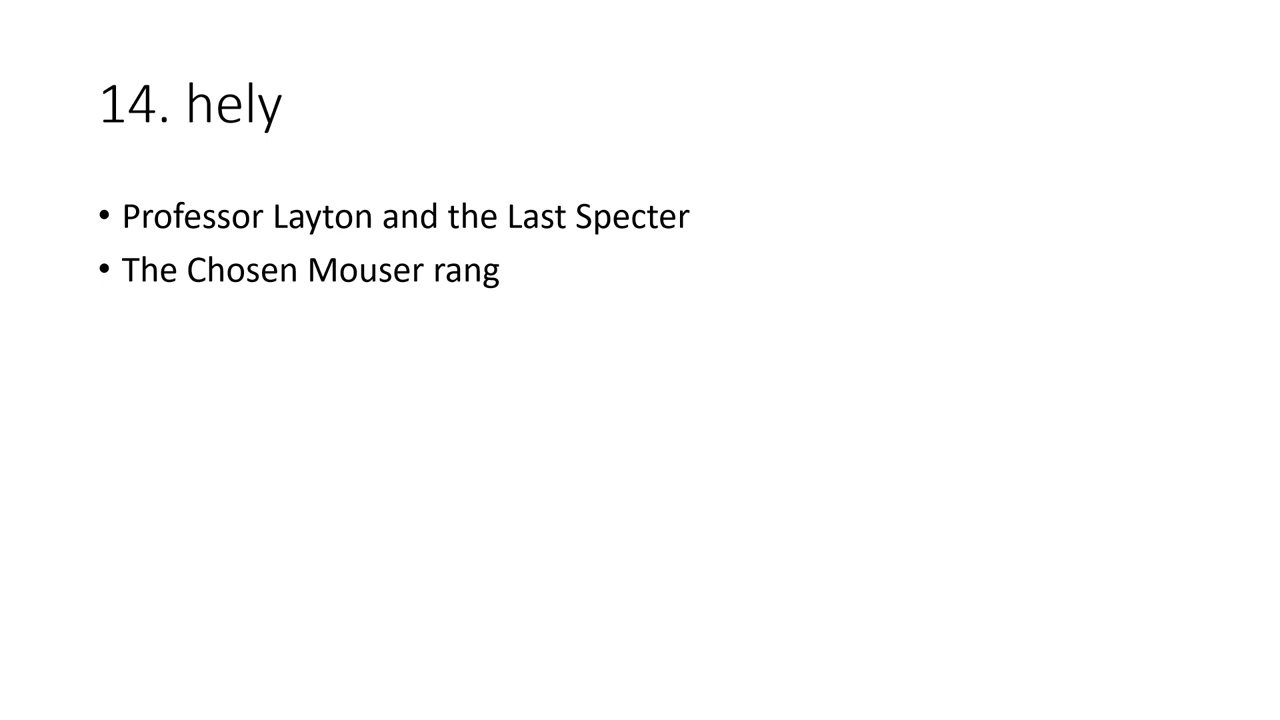 14. hely
• Professor Layton and the Last Specter
• The Chosen Mouser rang